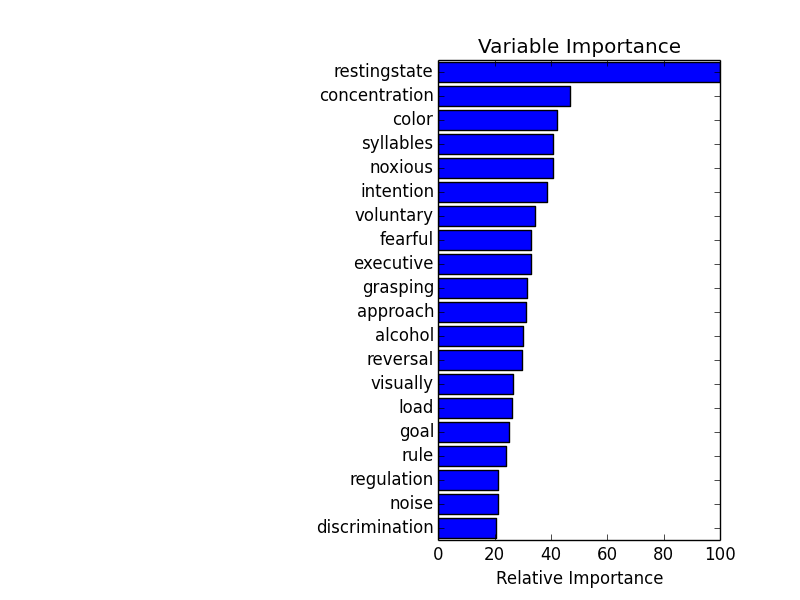 Variable Importance
restingstate
concentration
color
syllables
noxious
intention
voluntary
fearful
executive
grasping
approach
alcohol
reversal
visually
load
goal
rule
regulation
noise
discrimination
0 20 40 60 80 100
Relative Importance